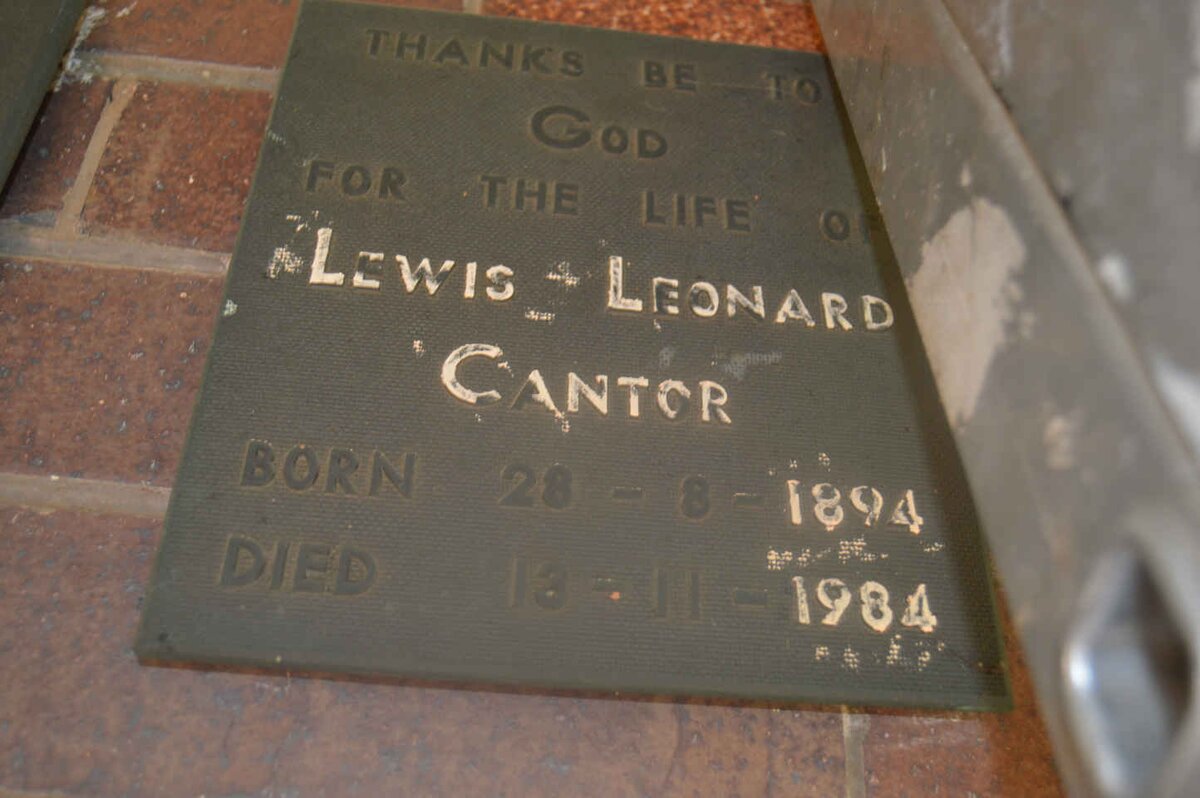 THANKS BE TO
GOD
FOR THE LIFE OF
LEWIS LEONARD
CANTOR
BORN 28 - 8 - 1894
DIED 13 - 11 - 1984